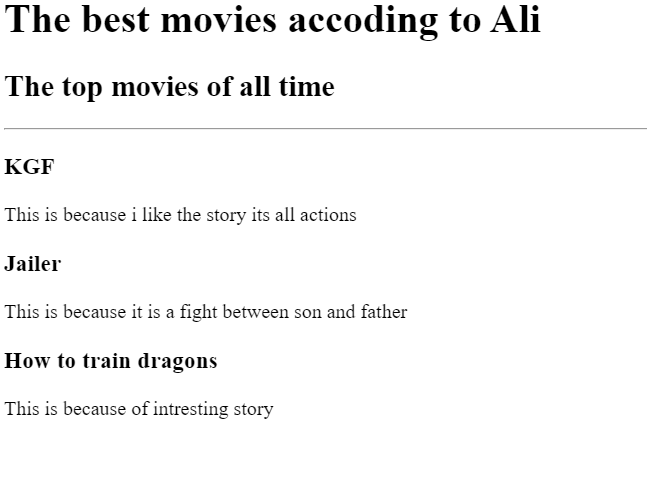 The best movies accoding to Ali
The top movies of all time
KGF
This is because i like the story its all actions
Jailer
This is because it is a fight between son and father
How to train dragons
This is because of intresting story